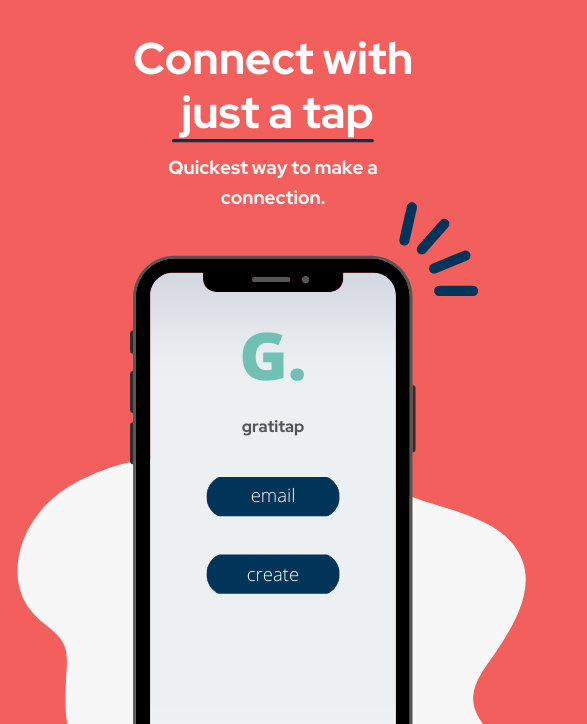 Connect with
just a tap
Quickest way to make a
connection.
G.
gratitap
email
create